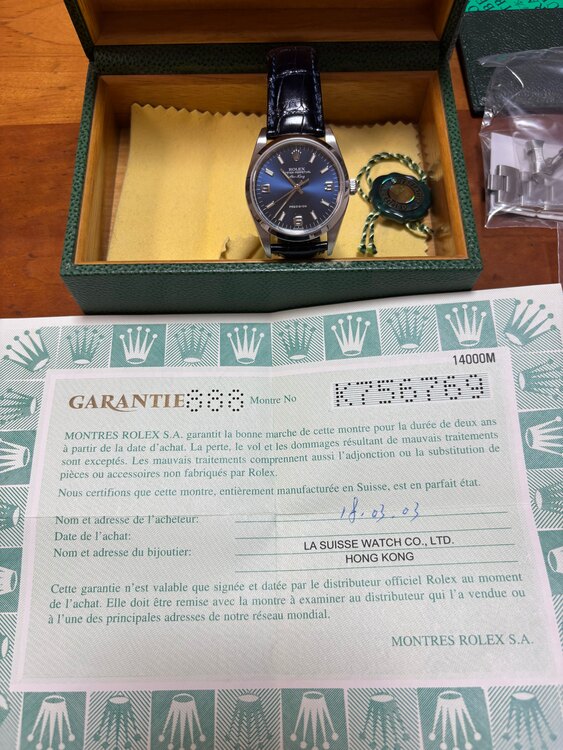 ROLEX
Air-King
PRECISION
3
6
9
14000M
GARANTIE 888 Montre No K756769
MONTRES ROLEX S.A. garantit la bonne marche de cette montre pour la durée de deux ans
à partir de la date d'achat. La perte, le vol et les dommages résultant de mauvais traitements
sont exceptés. Les mauvais traitements comprennent aussi l'adjonction ou la substitution de
pièces ou accessoires non fabriqués par Rolex.
Nous certifions que cette montre, entièrement manufacturée en Suisse, est en parfait état.
Nom et adresse de l'acheteur:
Date de l'achat: 18.03.03
Nom et adresse du bijoutier: LA SUISSE WATCH CO., LTD.
HONG KONG
Cette garantie n'est valable que signée et datée par le distributeur officiel Rolex au moment
de l'achat. Elle doit être remise avec la montre à examiner au distributeur qui l'a vendue ou
à l'une des principales adresses de notre réseau mondial.
MONTRES ROLEX S.A.